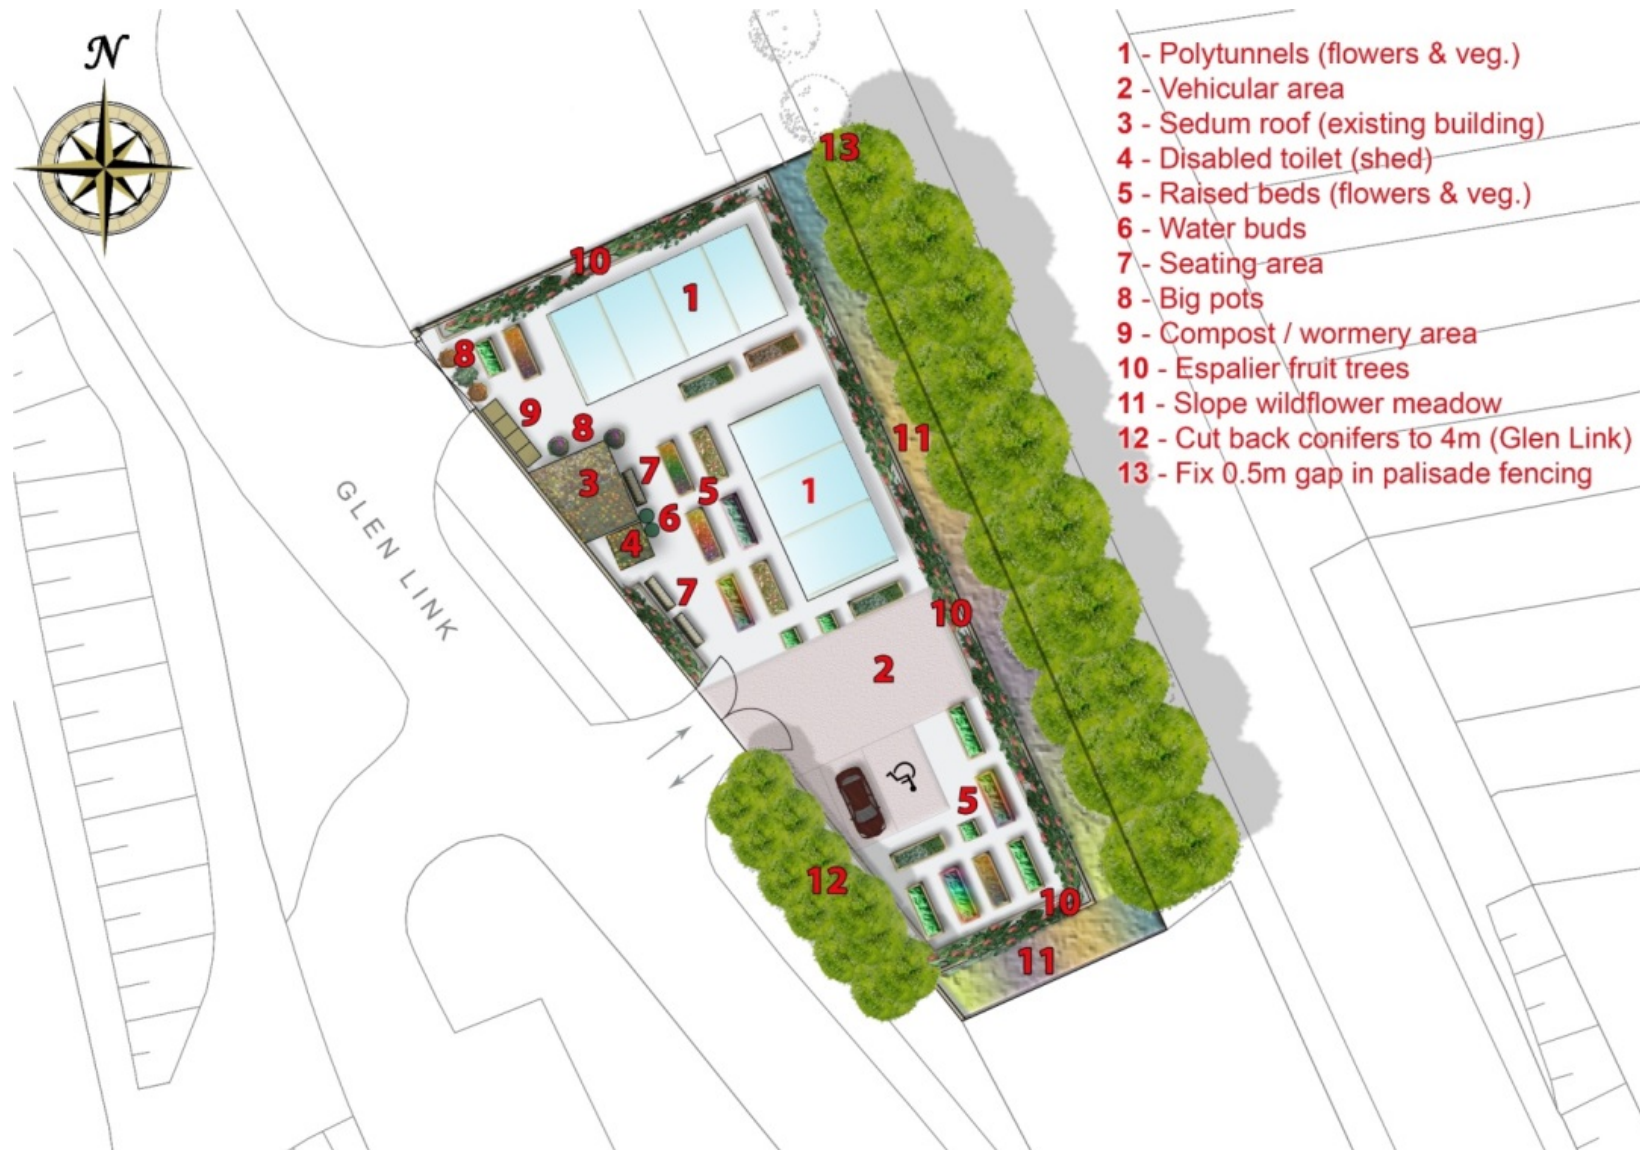 N
1 - Polytunnels (flowers & veg.)
2 - Vehicular area
3 - Sedum roof (existing building)
4 - Disabled toilet (shed)
5 - Raised beds (flowers & veg.)
6 - Water buds
7 - Seating area
8 - Big pots
9 - Compost / wormery area
10 - Espalier fruit trees
11 - Slope wildflower meadow
12 - Cut back conifers to 4m (Glen Link)
13 - Fix 0.5m gap in palisade fencing
13
10
1
8
9
8
11
7
3
5
1
6
4
7
10
2
5
12
10
11
GLEN LINK